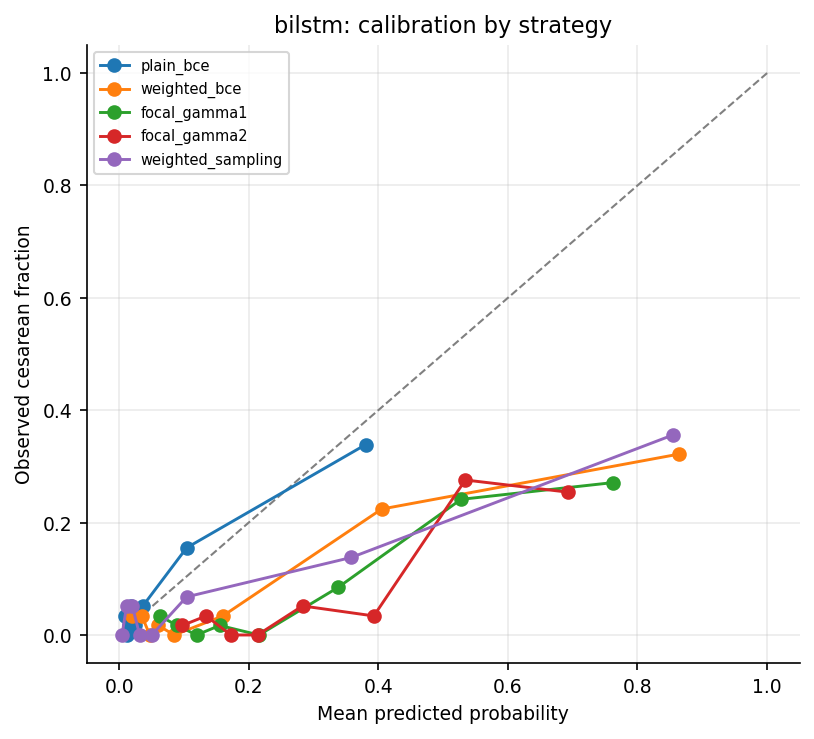 bilstm: calibration by strategy
plain_bce
weighted_bce
focal_gamma1
focal_gamma2
weighted_sampling
Observed cesarean fraction
1.0
0.8
0.6
0.4
0.2
0.0
0.0 0.2 0.4 0.6 0.8 1.0
Mean predicted probability